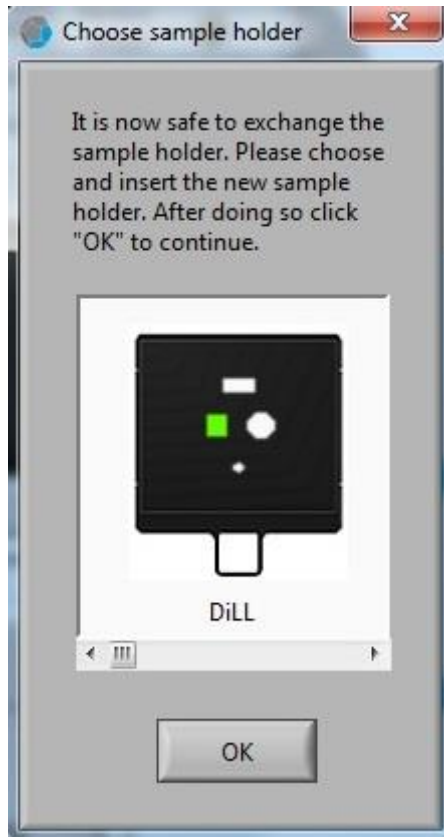 Choose sample holder
It is now safe to exchange the
sample holder. Please choose
and insert the new sample
holder. After doing so click
"OK" to continue.
DiLL
OK